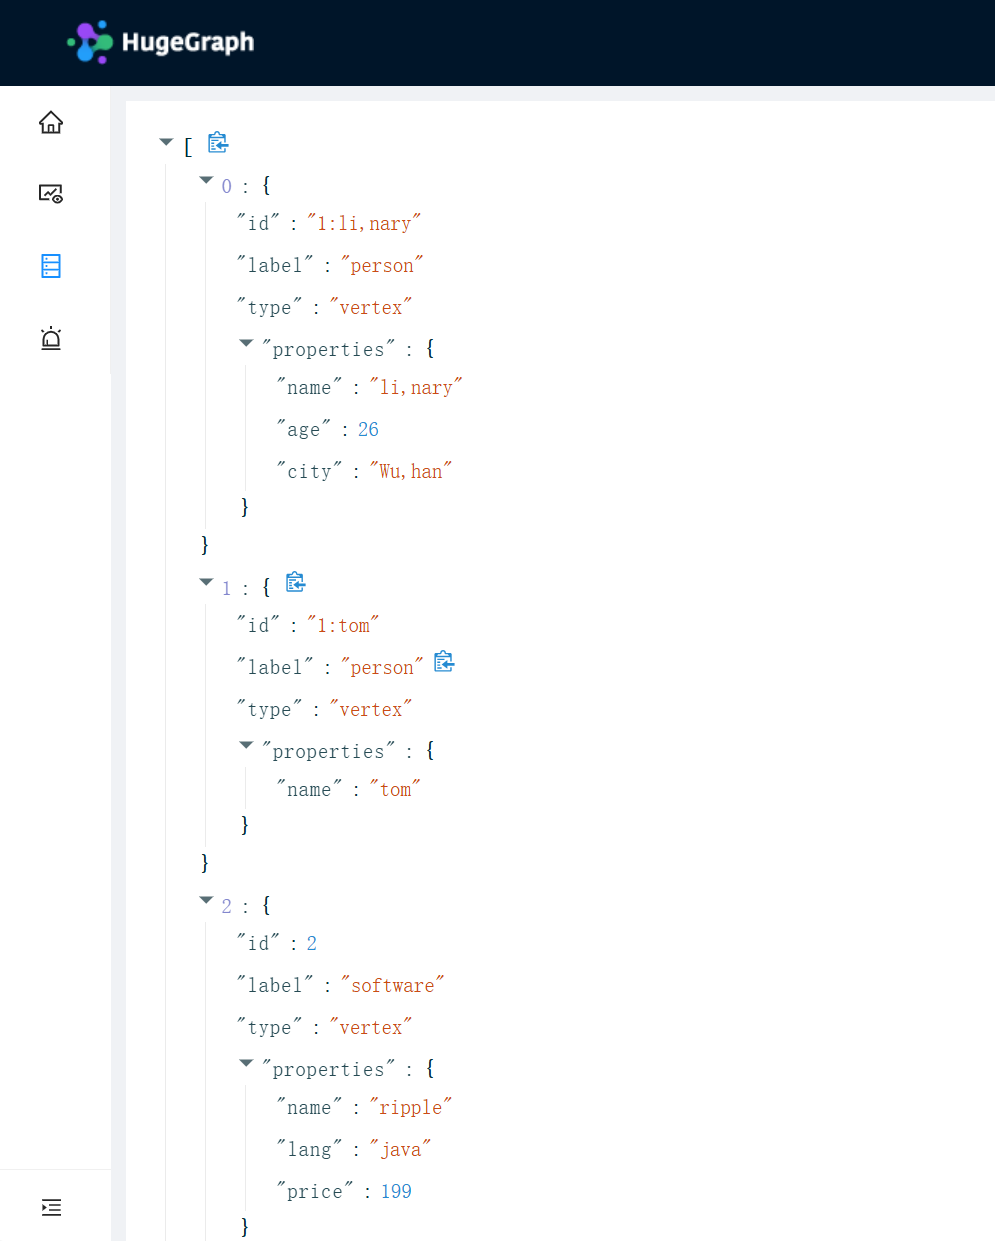 HugeGraph
[
0 : {
"id" : "1:li,nary"
"label" : "person"
"type" : "vertex"
"properties" : {
"name" : "li,nary"
"age" : 26
"city" : "Wu,han"
}
}
1 : {
"id" : "1:tom"
"label" : "person"
"type" : "vertex"
"properties" : {
"name" : "tom"
}
}
2 : {
"id" : 2
"label" : "software"
"type" : "vertex"
"properties" : {
"name" : "ripple"
"lang" : "java"
"price" : 199
}